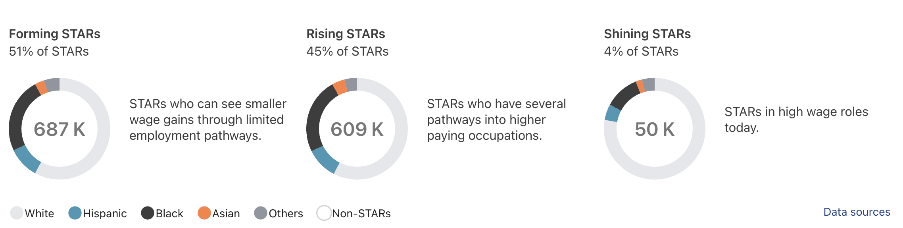 Forming STARs
51% of STARs
687 K
STARs who can see smaller
wage gains through limited
employment pathways.
Rising STARs
45% of STARs
609 K
STARs who have several
pathways into higher
paying occupations.
Shining STARs
4% of STARs
50 K
STARs in high wage roles
today.
White Hispanic Black Asian Others Non-STARs
Data sources